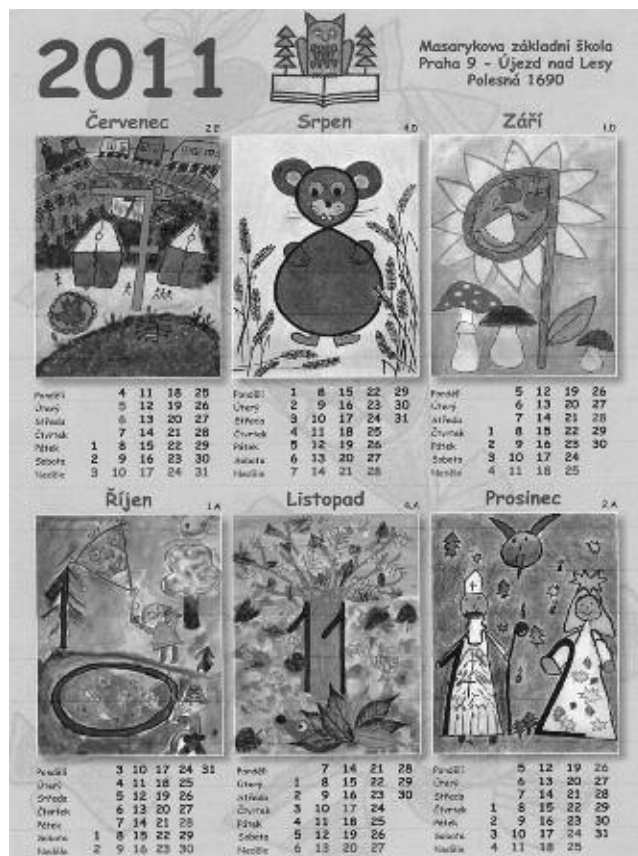 2011
Masarykova základní škola
Praha 9 - Újezd nad Lesy
Polesná 1690
Červenec 2.B
7
Pondělí 4 11 18 25
Úterý 5 12 19 26
Středa 6 13 20 27
Čtvrtek 7 14 21 28
Pátek 1 8 15 22 29
Sobota 2 9 16 23 30
Neděle 3 10 17 24 31
Srpen 4.D
Pondělí 1 8 15 22 29
Úterý 2 9 16 23 30
Středa 3 10 17 24 31
Čtvrtek 4 11 18 25
Pátek 5 12 19 26
Sobota 6 13 20 27
Neděle 7 14 21 28
Září 1.D
Pondělí 5 12 19 26
Úterý 6 13 20 27
Středa 7 14 21 28
Čtvrtek 1 8 15 22 29
Pátek 2 9 16 23 30
Sobota 3 10 17 24
Neděle 4 11 18 25
Říjen 1.A
10
Pondělí 3 10 17 24 31
Úterý 4 11 18 25
Středa 5 12 19 26
Čtvrtek 6 13 20 27
Pátek 7 14 21 28
Sobota 1 8 15 22 29
Neděle 2 9 16 23 30
Listopad 4.A
11
Pondělí 7 14 21 28
Úterý 1 8 15 22 29
Středa 2 9 16 23 30
Čtvrtek 3 10 17 24
Pátek 4 11 18 25
Sobota 5 12 19 26
Neděle 6 13 20 27
Prosinec 2.A
12
Pondělí 5 12 19 26
Úterý 6 13 20 27
Středa 7 14 21 28
Čtvrtek 1 8 15 22 29
Pátek 2 9 16 23 30
Sobota 3 10 17 24 31
Neděle 4 11 18 25